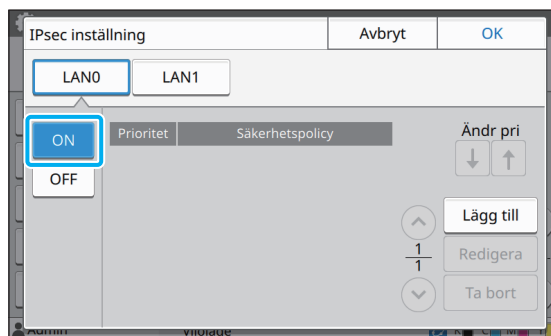 IPsec inställning Avbryt OK
LAN0 LAN1
ON Prioritet Säkerhetspolicy Ändr pri
OFF
Lägg till
1
1
Redigera
Ta bort
Admin